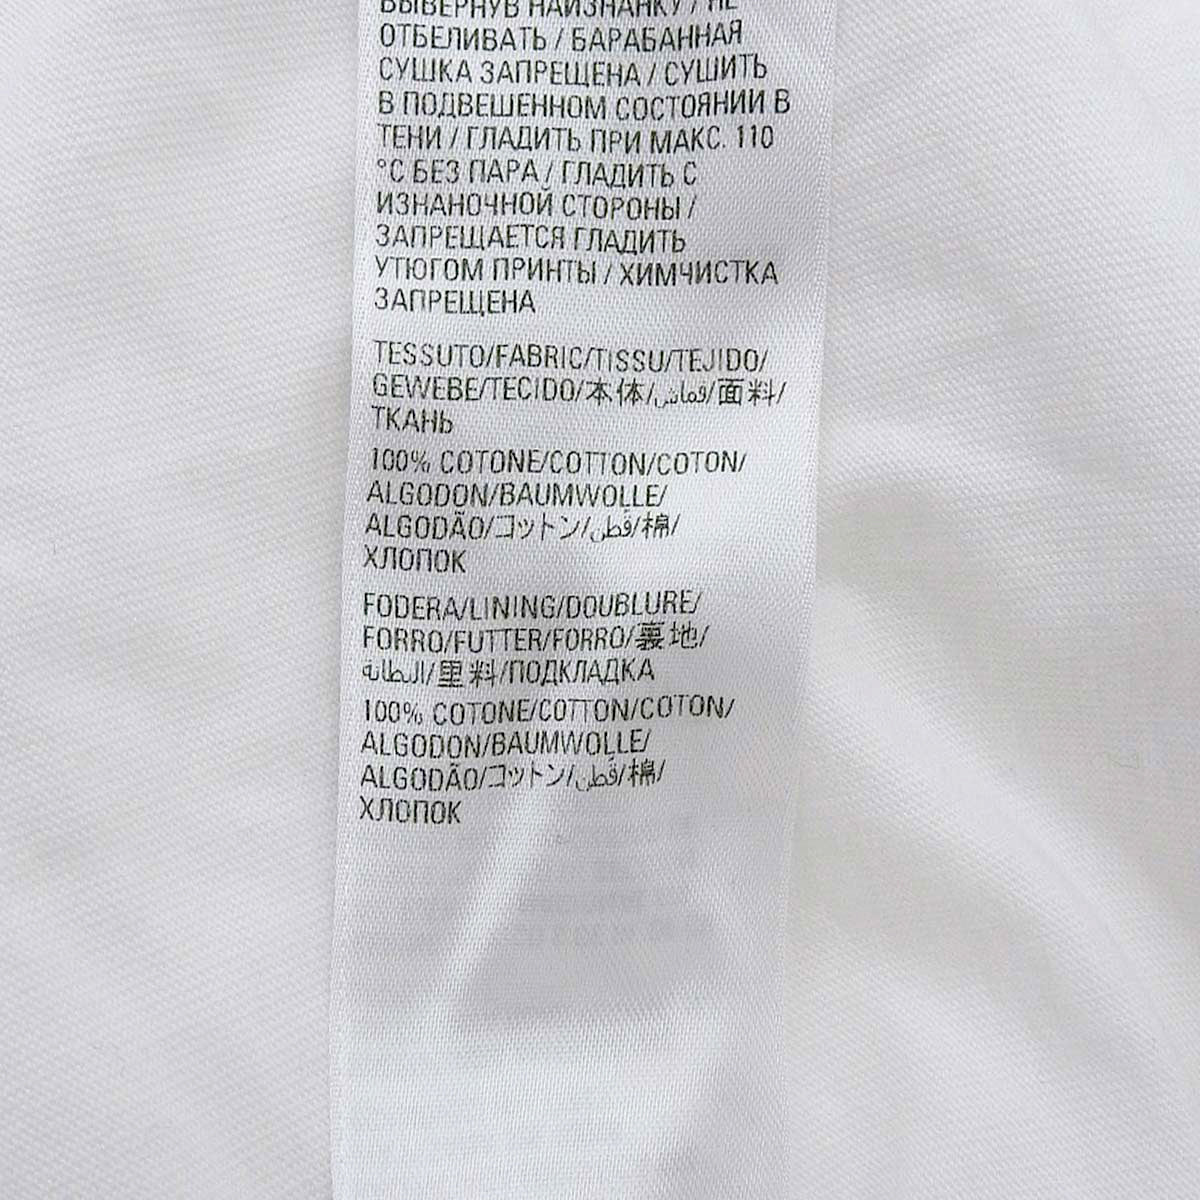 ВЫВЕРНУВ НАИЗНАНКУ / НЕ
ОТБЕЛИВАТЬ / БАРАБАННАЯ
СУШКА ЗАПРЕЩЕНА / СУШИТЬ
В ПОДВЕШЕННОМ СОСТОЯНИИ В
ТЕНИ / ГЛАДИТЬ ПРИ МАКС. 110
°C БЕЗ ПАРА / ГЛАДИТЬ С
ИЗНАНОЧНОЙ СТОРОНЫ /
ЗАПРЕЩАЕТСЯ ГЛАДИТЬ
УТЮГОМ ПРИНТЫ / ХИМЧИСТКА
ЗАПРЕЩЕНА
TESSUTO/FABRIC/TISSU/TEJIDO/
GEWEBE/TECIDO/本体/قماش/面料/
ТКАНЬ
100% COTONE/COTTON/COTON/
ALGODON/BAUMWOLLE/
ALGODÃO/コットン/قطن/棉/
ХЛОПОК
FODERA/LINING/DOUBLURE/
FORRO/FUTTER/FORRO/裏地/
البطانة/里料/ПОДКЛАДКА
100% COTONE/COTTON/COTON/
ALGODON/BAUMWOLLE/
ALGODÃO/コットン/قطن/棉/
ХЛОПОК